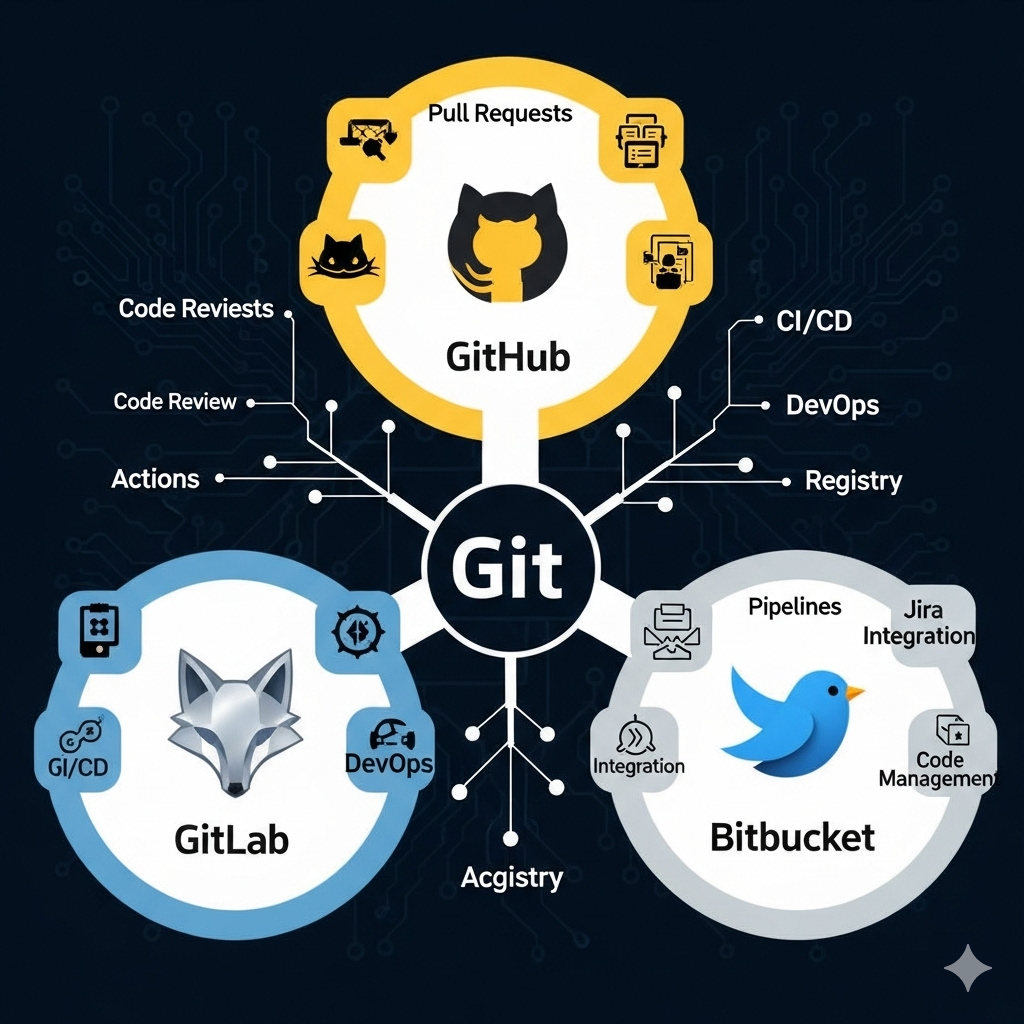 Pull Requests
GitHub
Code Reviests
CI/CD
Code Review
DevOps
Actions
Registry
Git
GI/CD
DevOps
GitLab
Pipelines
Jira
Integration
Integration
Code
Management
Bitbucket
Acgistry